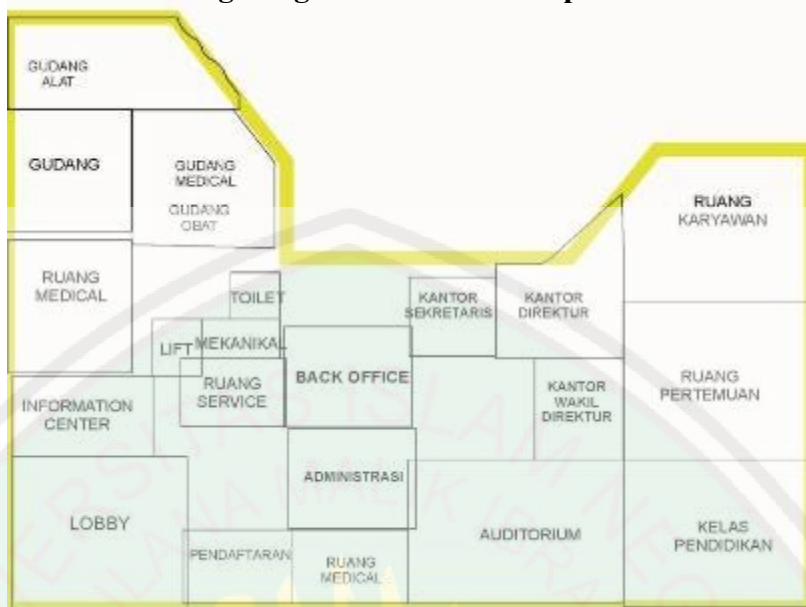 GUDANG
ALAT
GUDANG
GUDANG
MEDICAL
GUDANG
OBAT
RUANG
KARYAWAN
RUANG
MEDICAL
TOILET
KANTOR
SEKRETARIS
KANTOR
DIREKTUR
LIFT
MEKANIKAL
BACK OFFICE
RUANG
SERVICE
KANTOR
WAKIL
DIREKTUR
RUANG
PERTEMUAN
INFORMATION
CENTER
ADMINISTRASI
LOBBY
AUDITORIUM
KELAS
PENDIDIKAN
PENDAFTARAN
RUANG
MEDICAL